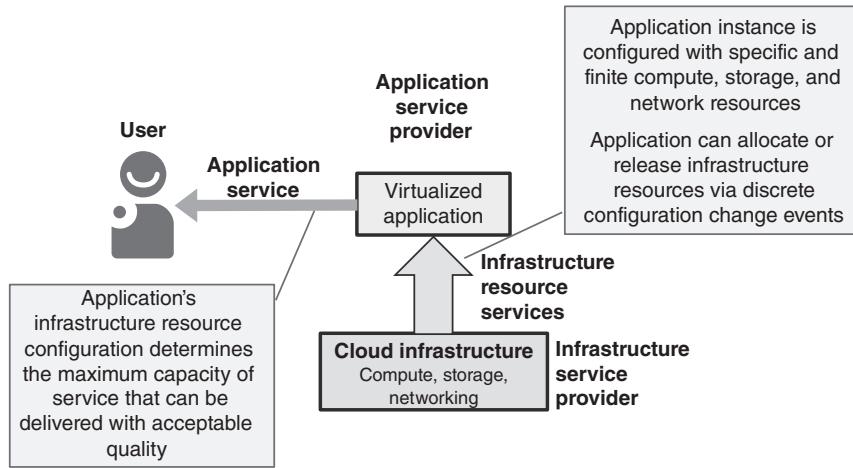 Application instance is
configured with specific and
finite compute, storage, and
network resources
Application can allocate or
release infrastructure
resources via discrete
configuration change events
Application
service
provider
User
Application
service
Virtualized
application
Infrastructure
resource
services
Application's
infrastructure resource
configuration determines
the maximum capacity of
service that can be
delivered with acceptable
quality
Cloud infrastructure
Compute, storage,
networking
Infrastructure
service
provider